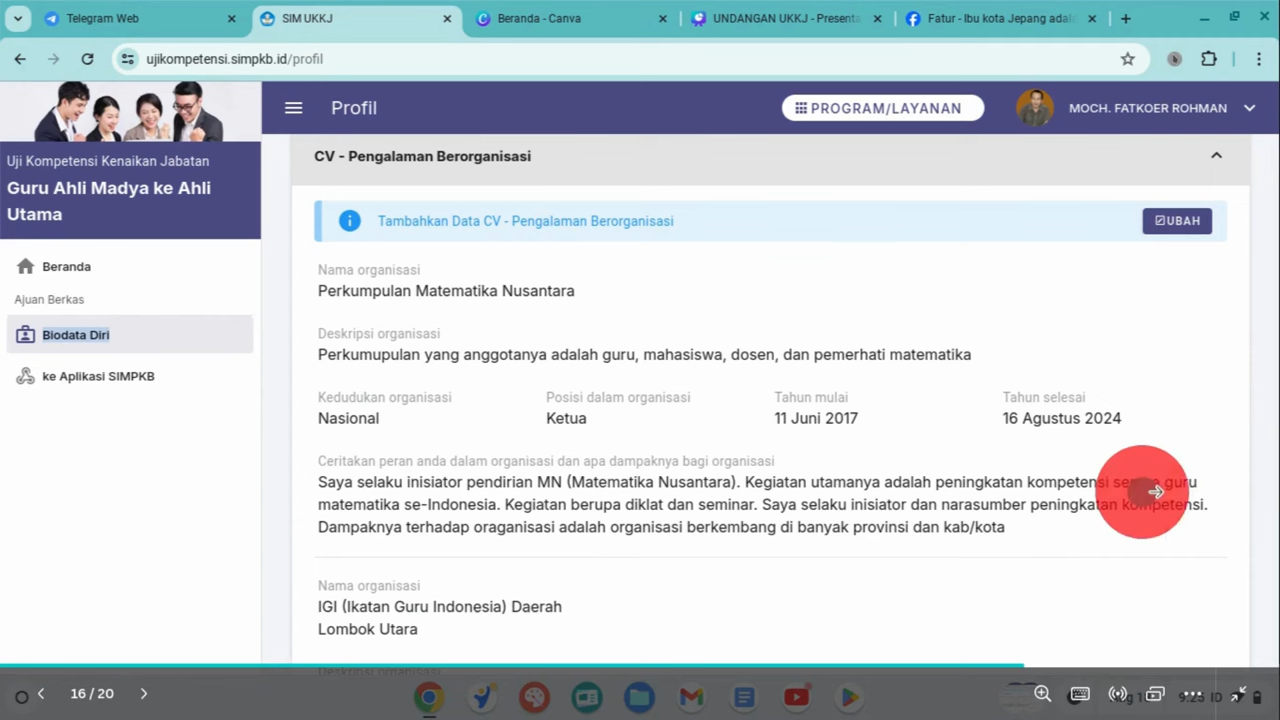 Telegram Web
SIM UKKJ
Beranda - Canva
UNDANGAN UKKJ - Presenta
Fatur - Ibu kota Jepang adal
ujikompetensi.simpkb.id/profil
Profil
PROGRAM/LAYANAN
MOCH. FATKOER ROHMAN
Uji Kompetensi Kenaikan Jabatan
Guru Ahli Madya ke Ahli
Utama
Beranda
Ajuan Berkas
Biodata Diri
ke Aplikasi SIMPKB
CV - Pengalaman Berorganisasi
Tambahkan Data CV - Pengalaman Berorganisasi
UBAH
Nama organisasi
Perkumpulan Matematika Nusantara
Deskripsi organisasi
Perkumupulan yang anggotanya adalah guru, mahasiswa, dosen, dan pemerhati matematika
Kedudukan organisasi Posisi dalam organisasi Tahun mulai Tahun selesai
Nasional Ketua 11 Juni 2017 16 Agustus 2024
Ceritakan peran anda dalam organisasi dan apa dampaknya bagi organisasi
Saya selaku inisiator pendirian MN (Matematika Nusantara). Kegiatan utamanya adalah peningkatan kompetensi semua guru
matematika se-Indonesia. Kegiatan berupa diklat dan seminar. Saya selaku inisiator dan narasumber peningkatan kompetensi.
Dampaknya terhadap oraganisasi adalah organisasi berkembang di banyak provinsi dan kab/kota
Nama organisasi
IGI (Ikatan Guru Indonesia) Daerah
Lombok Utara
Deskripsi organisasi
16 / 20
9:25 ID